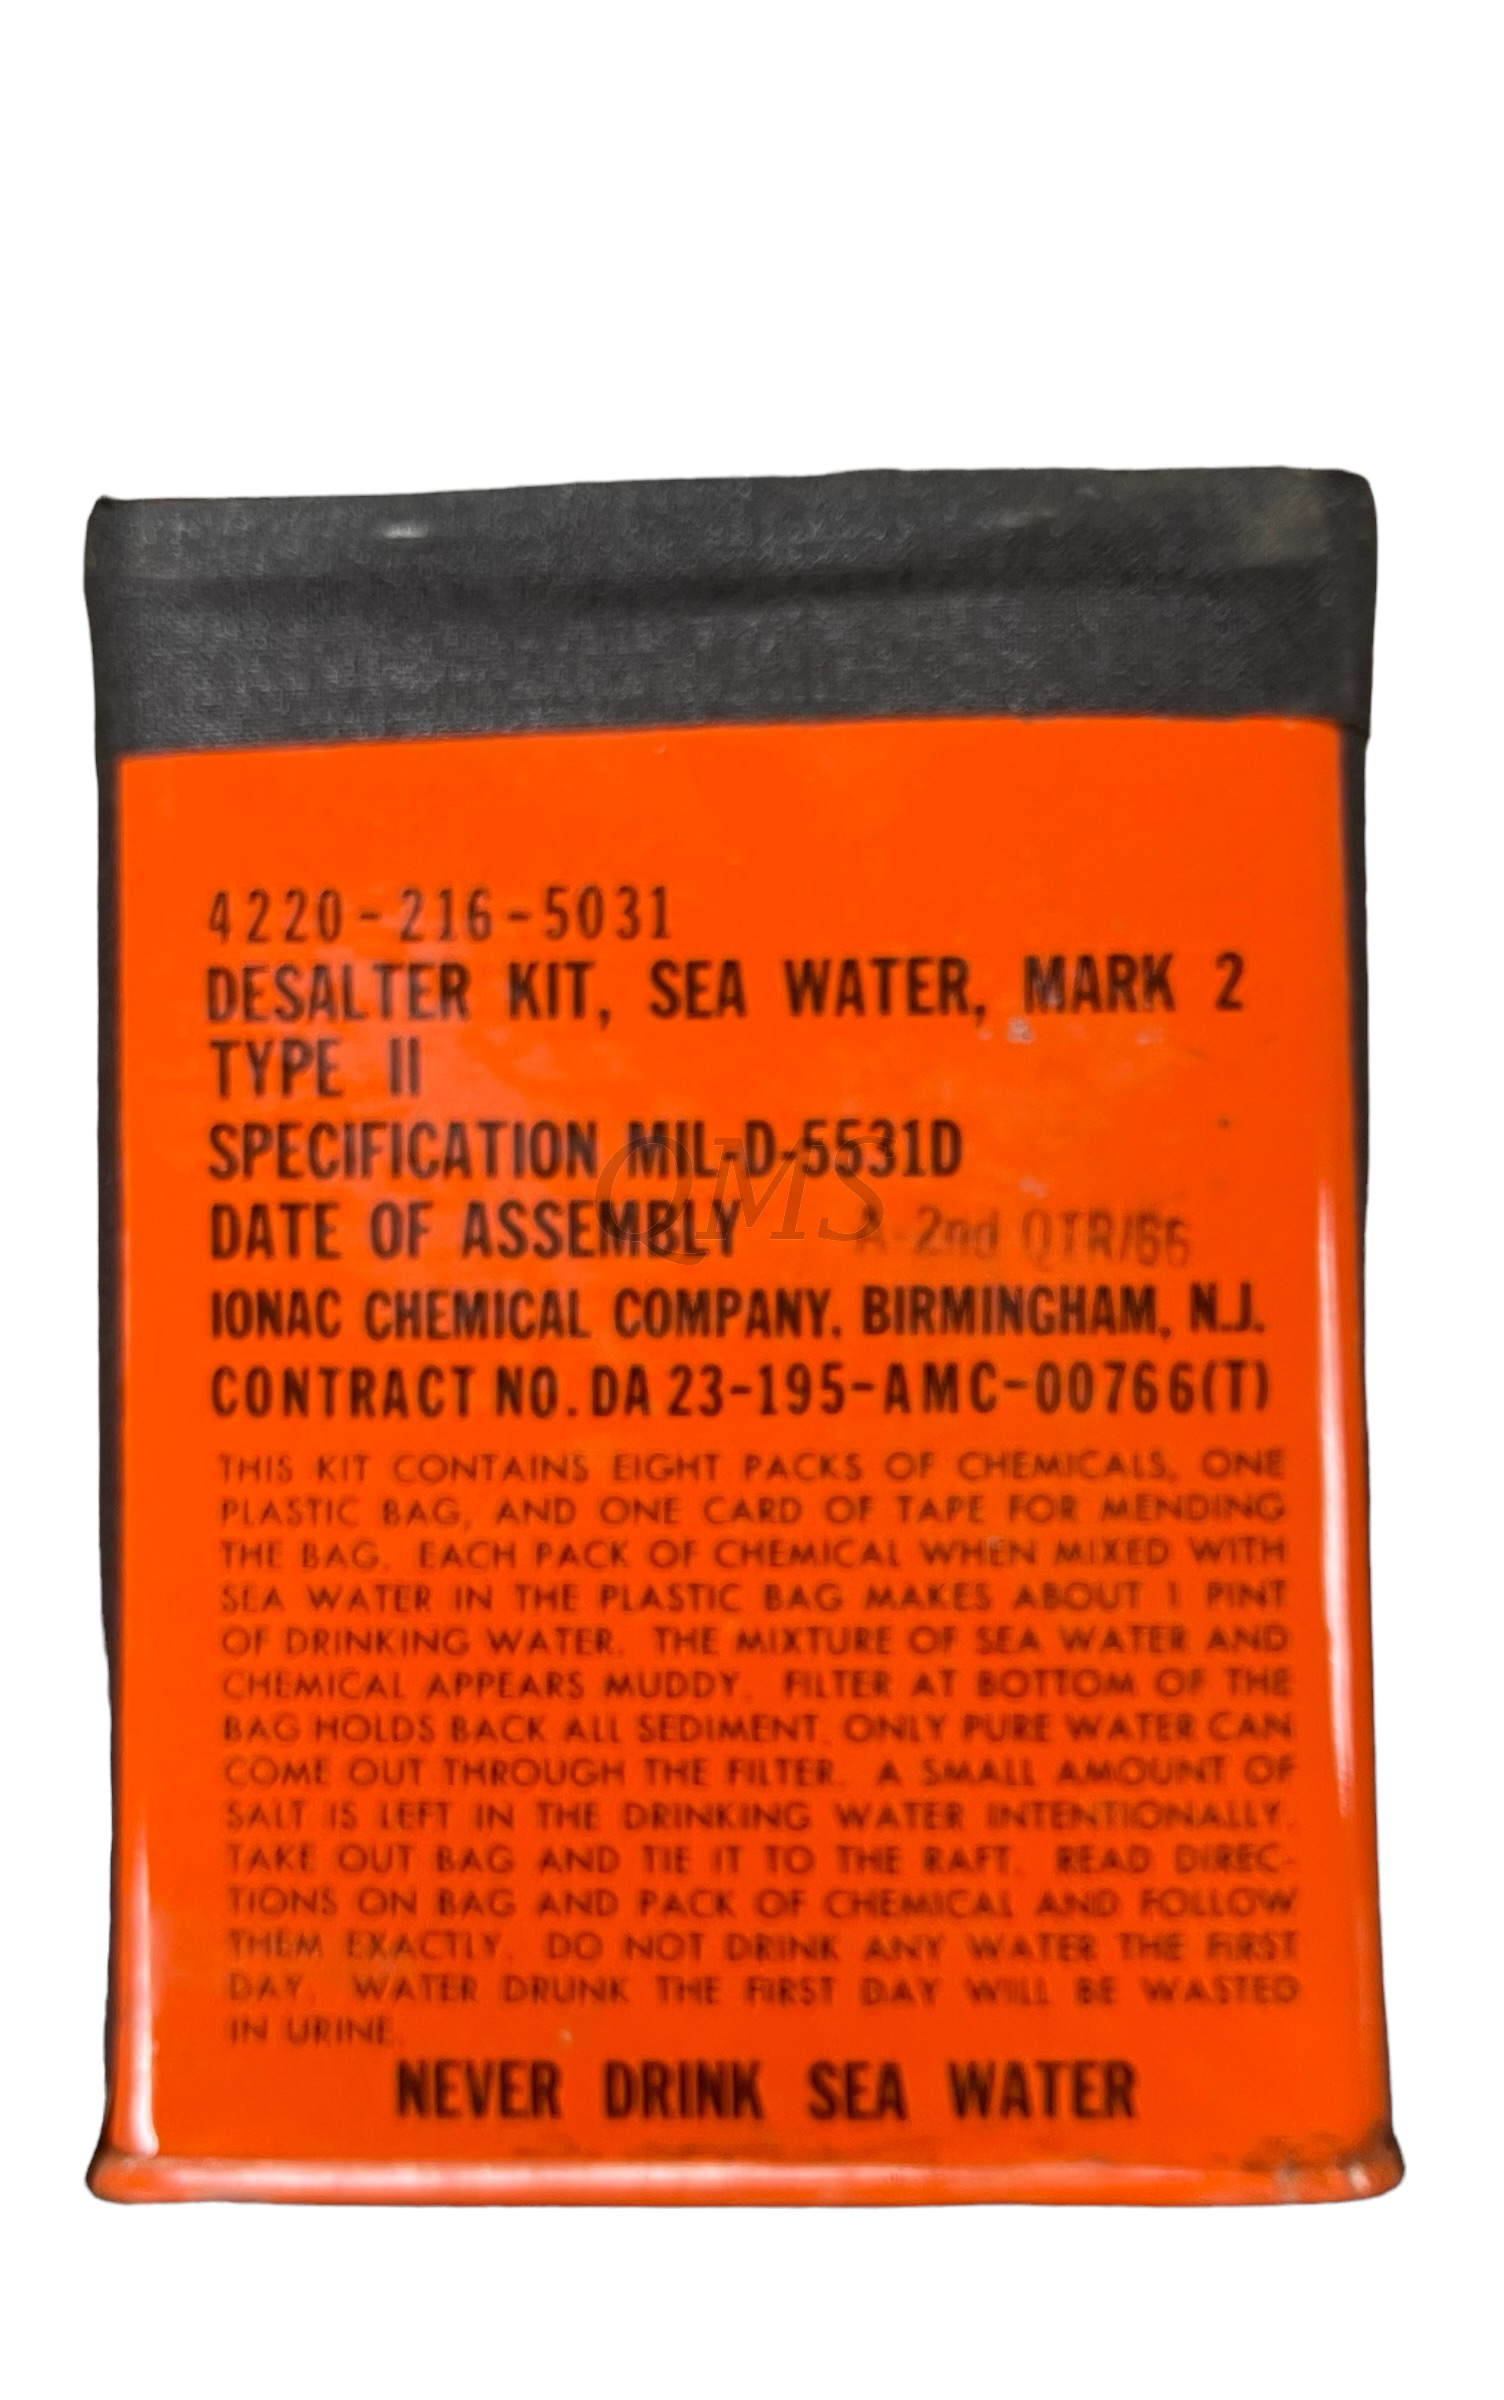 4220-216-5031
DESALTER KIT, SEA WATER, MARK 2
TYPE II
SPECIFICATION MIL-D-5531D
QMS
DATE OF ASSEMBLY A-2nd QTR/66
IONAC CHEMICAL COMPANY, BIRMINGHAM, N.J.
CONTRACT NO. DA 23-195-AMC-00766(T)
THIS KIT CONTAINS EIGHT PACKS OF CHEMICALS, ONE
PLASTIC BAG, AND ONE CARD OF TAPE FOR MENDING
THE BAG. EACH PACK OF CHEMICAL WHEN MIXED WITH
SEA WATER IN THE PLASTIC BAG MAKES ABOUT 1 PINT
OF DRINKING WATER. THE MIXTURE OF SEA WATER AND
CHEMICAL APPEARS MUDDY. FILTER AT BOTTOM OF THE
BAG HOLDS BACK ALL SEDIMENT. ONLY PURE WATER CAN
COME OUT THROUGH THE FILTER. A SMALL AMOUNT OF
SALT IS LEFT IN THE DRINKING WATER INTENTIONALLY.
TAKE OUT BAG AND TIE IT TO THE RAFT. READ DIREC-
TIONS ON BAG AND PACK OF CHEMICAL AND FOLLOW
THEM EXACTLY. DO NOT DRINK ANY WATER THE FIRST
DAY. WATER DRUNK THE FIRST DAY WILL BE WASTED
IN URINE.
NEVER DRINK SEA WATER